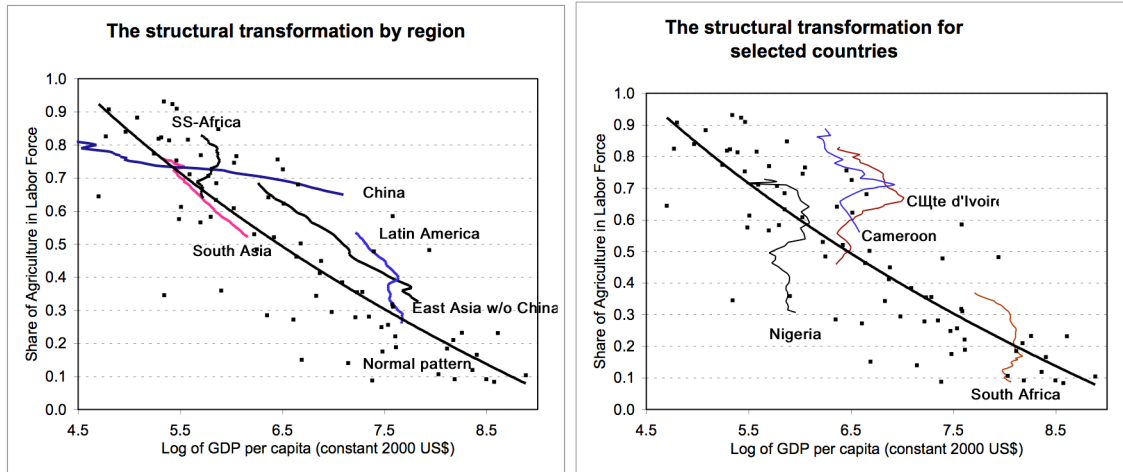 The structural transformation by region
Share of Agriculture in Labor Force
1.0
0.9
0.8
0.7
0.6
0.5
0.4
0.3
0.2
0.1
0.0
SS-Africa
China
Latin America
South Asia
East Asia w/o China
Normal pattern
4.5 5.5 6.5 7.5 8.5
Log of GDP per capita (constant 2000 US$)
The structural transformation for
selected countries
Share of Agriculture in Labor Force
1.0
0.9
0.8
0.7
0.6
0.5
0.4
0.3
0.2
0.1
0.0
CЩte d'Ivoire
Cameroon
Nigeria
South Africa
4.5 5.5 6.5 7.5 8.5
Log of GDP per capita (constant 2000 US$)